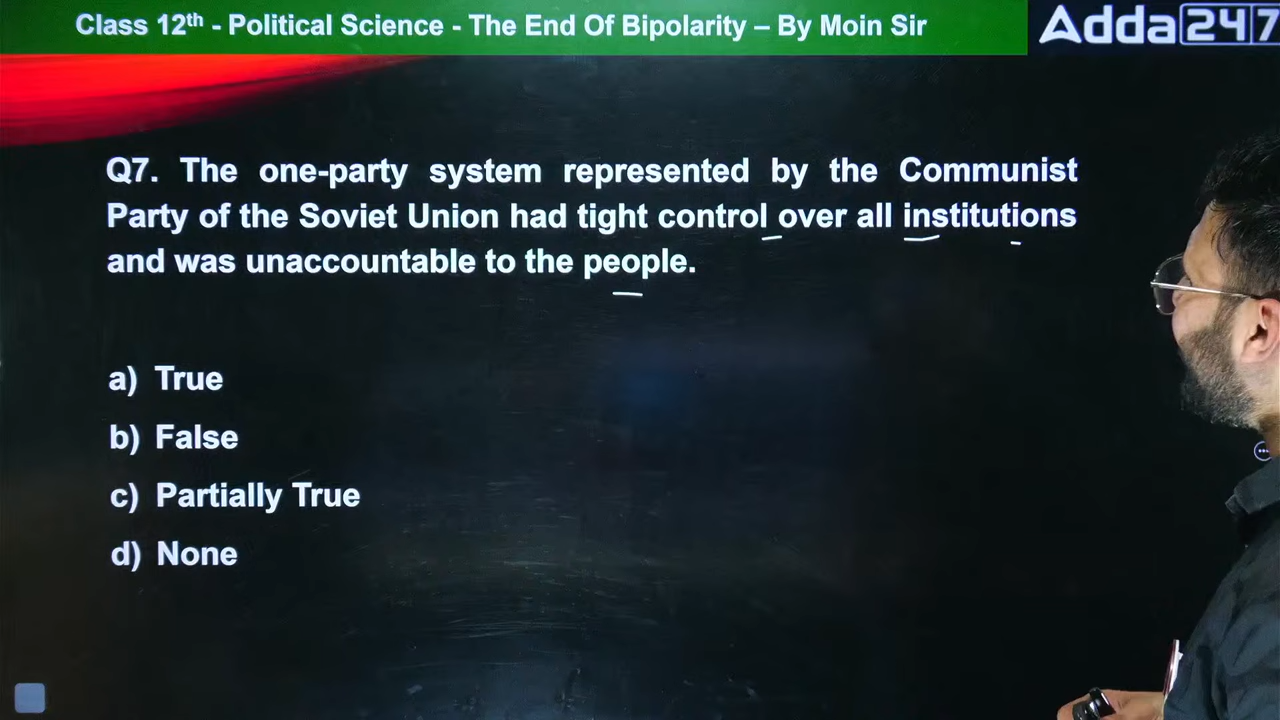 Class 12th - Political Science - The End Of Bipolarity – By Moin Sir
Adda247
Q7. The one-party system represented by the Communist
Party of the Soviet Union had tight control over all institutions
and was unaccountable to the people.
a) True
b) False
c) Partially True
d) None